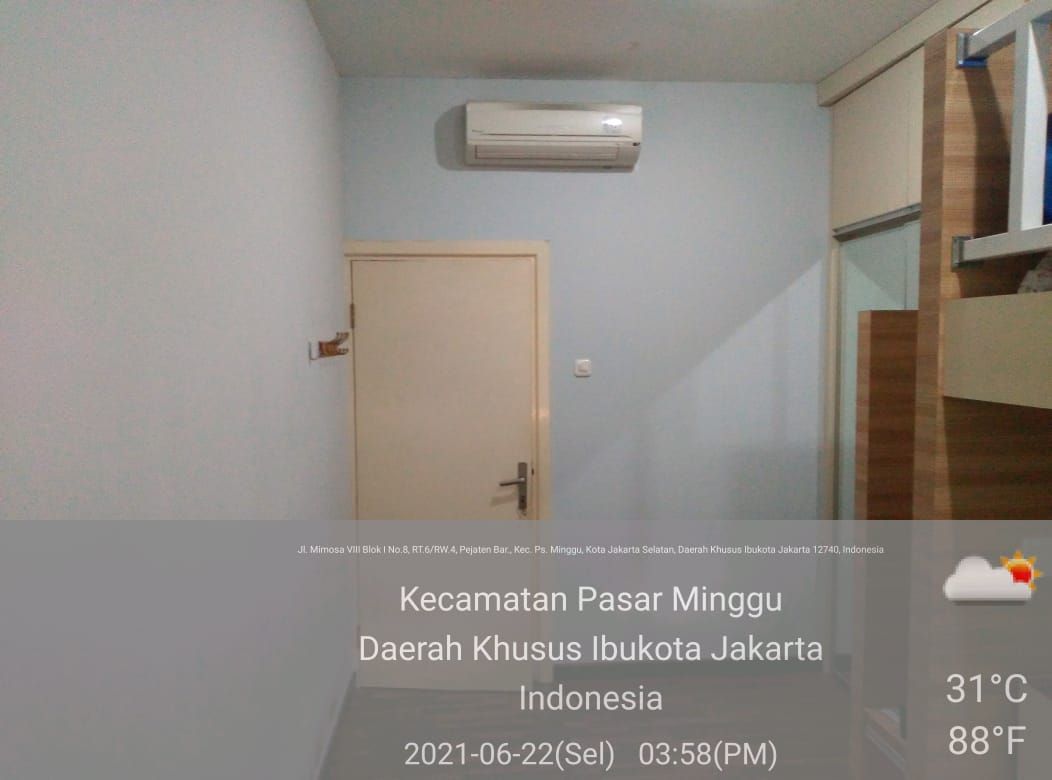 Jl. Mimosa VIII Blok I No.8, RT.6/RW.4, Pejaten Bar., Kec. Ps. Minggu, Kota Jakarta Selatan, Daerah Khusus Ibukota Jakarta 12740, Indonesia
Kecamatan Pasar Minggu
Daerah Khusus Ibukota Jakarta
Indonesia
2021-06-22(Sel) 03:58(PM)
31°C
88°F